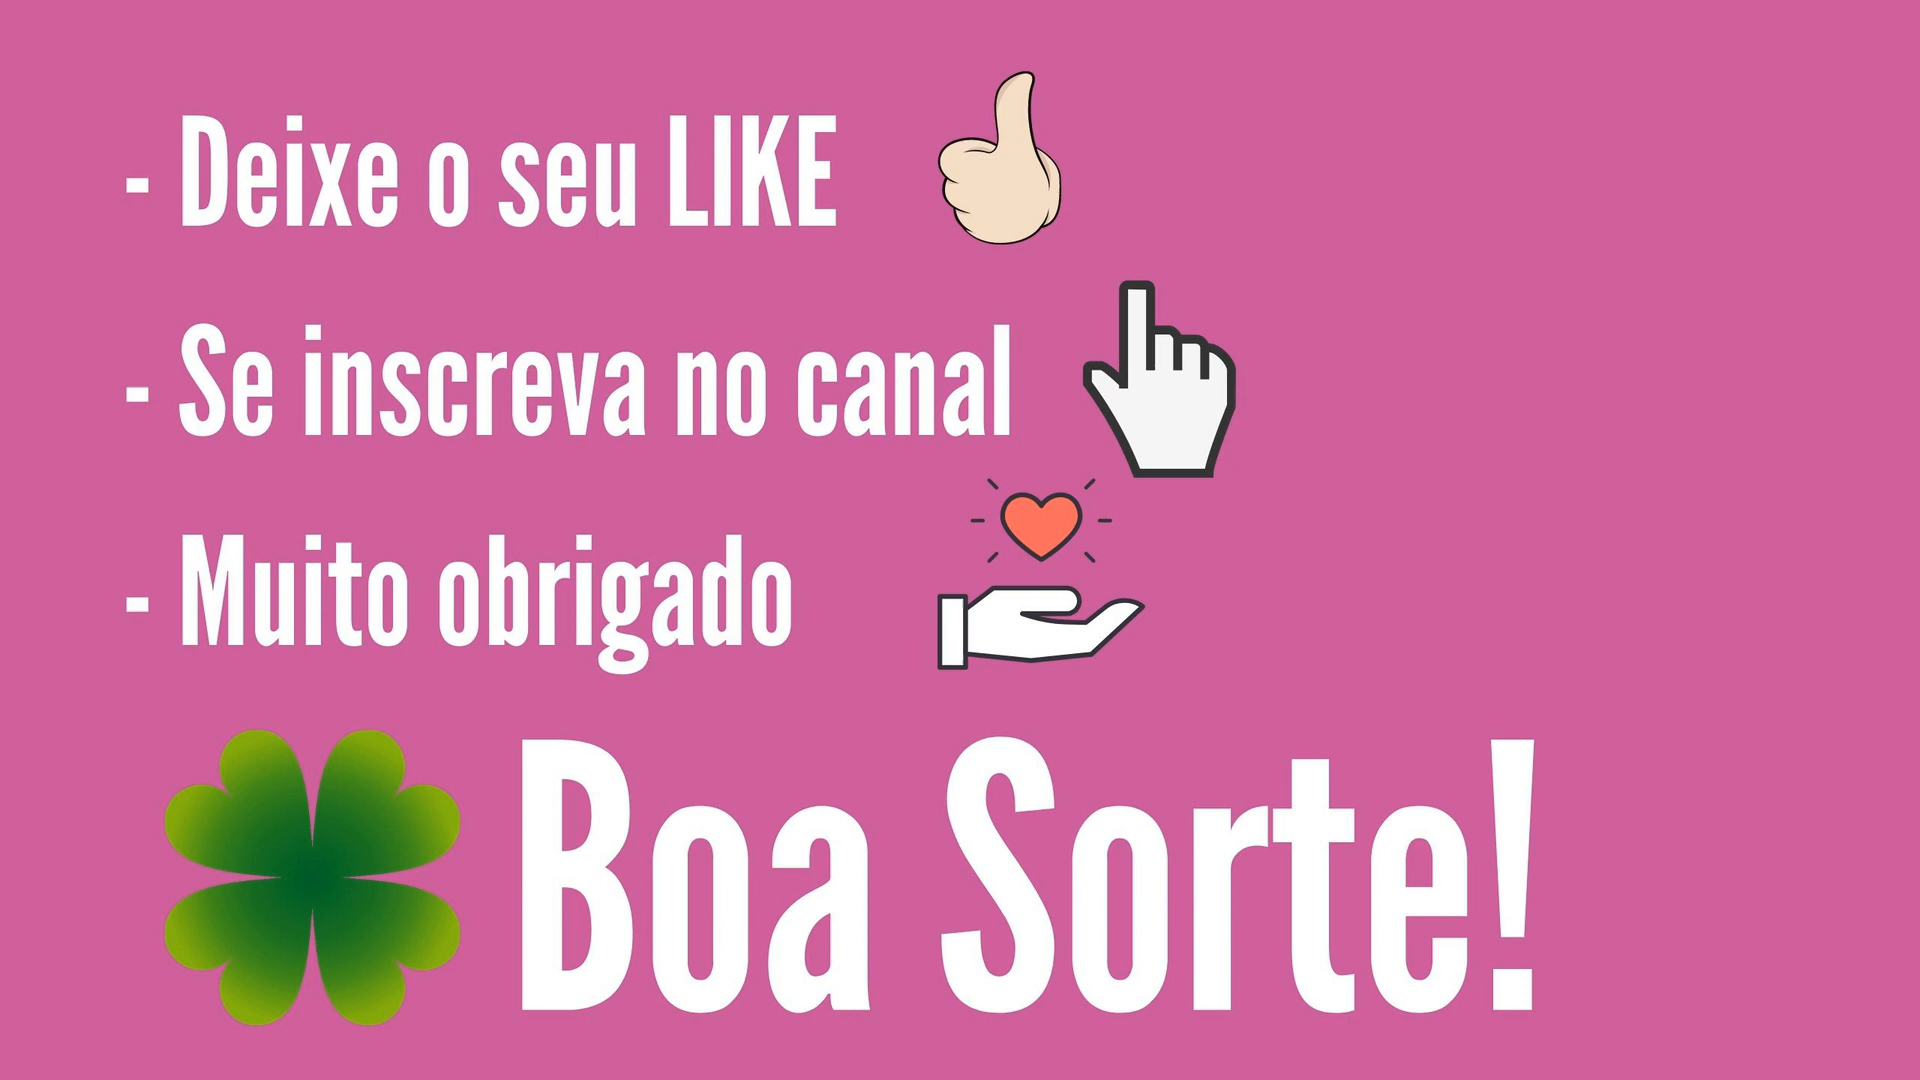 - Deixe o seu LIKE
- Se inscreva no canal
- Muito obrigado
Boa Sorte!